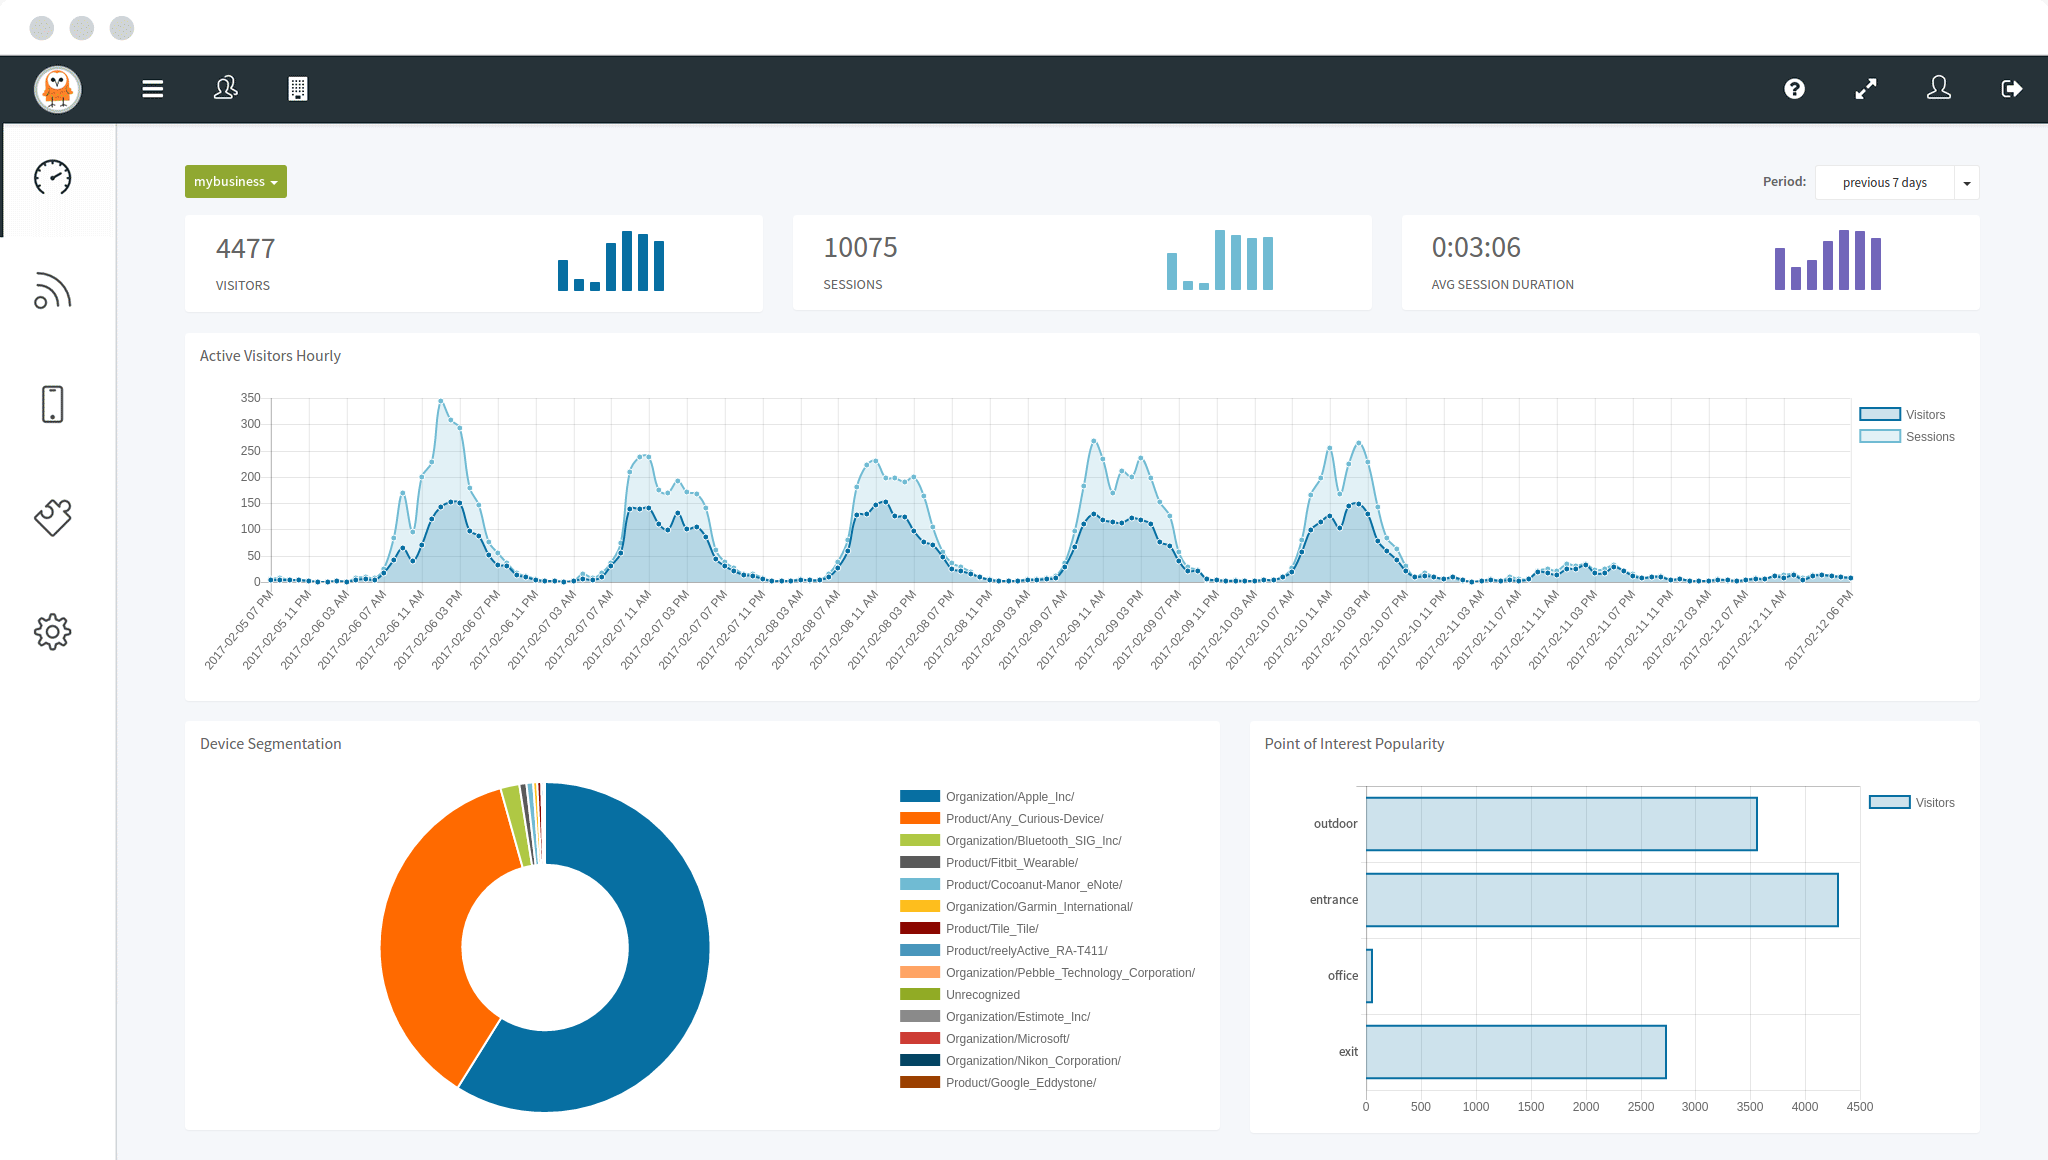 mybusiness
Period:
previous 7 days
4477
VISITORS
10075
SESSIONS
0:03:06
AVG SESSION DURATION
Active Visitors Hourly
350
300
250
200
150
100
50
0
Visitors
Sessions
2017-02-05 07 PM
2017-02-05 11 PM
2017-02-06 03 AM
2017-02-06 07 AM
2017-02-06 11 AM
2017-02-06 03 PM
2017-02-06 07 PM
2017-02-06 11 PM
2017-02-07 03 AM
2017-02-07 07 AM
2017-02-07 11 AM
2017-02-07 03 PM
2017-02-07 07 PM
2017-02-07 11 PM
2017-02-08 03 AM
2017-02-08 07 AM
2017-02-08 11 AM
2017-02-08 03 PM
2017-02-08 07 PM
2017-02-08 11 PM
2017-02-09 03 AM
2017-02-09 07 AM
2017-02-09 11 AM
2017-02-09 03 PM
2017-02-09 07 PM
2017-02-09 11 PM
2017-02-10 03 AM
2017-02-10 07 AM
2017-02-10 11 AM
2017-02-10 03 PM
2017-02-10 07 PM
2017-02-10 11 PM
2017-02-11 03 AM
2017-02-11 07 AM
2017-02-11 11 AM
2017-02-11 03 PM
2017-02-11 07 PM
2017-02-11 11 PM
2017-02-12 03 AM
2017-02-12 07 AM
2017-02-12 11 AM
2017-02-12 06 PM
Device Segmentation
Organization/Apple_Inc/
Product/Any_Curious-Device/
Organization/Bluetooth_SIG_Inc/
Product/Fitbit_Wearable/
Product/Cocoanut-Manor_eNote/
Organization/Garmin_International/
Product/Tile_Tile/
Product/reelyActive_RA-T411/
Organization/Pebble_Technology_Corporation/
Unrecognized
Organization/Estimote_Inc/
Organization/Microsoft/
Organization/Nikon_Corporation/
Product/Google_Eddystone/
Point of Interest Popularity
Visitors
outdoor
entrance
office
exit
0
500
1000
1500
2000
2500
3000
3500
4000
4500